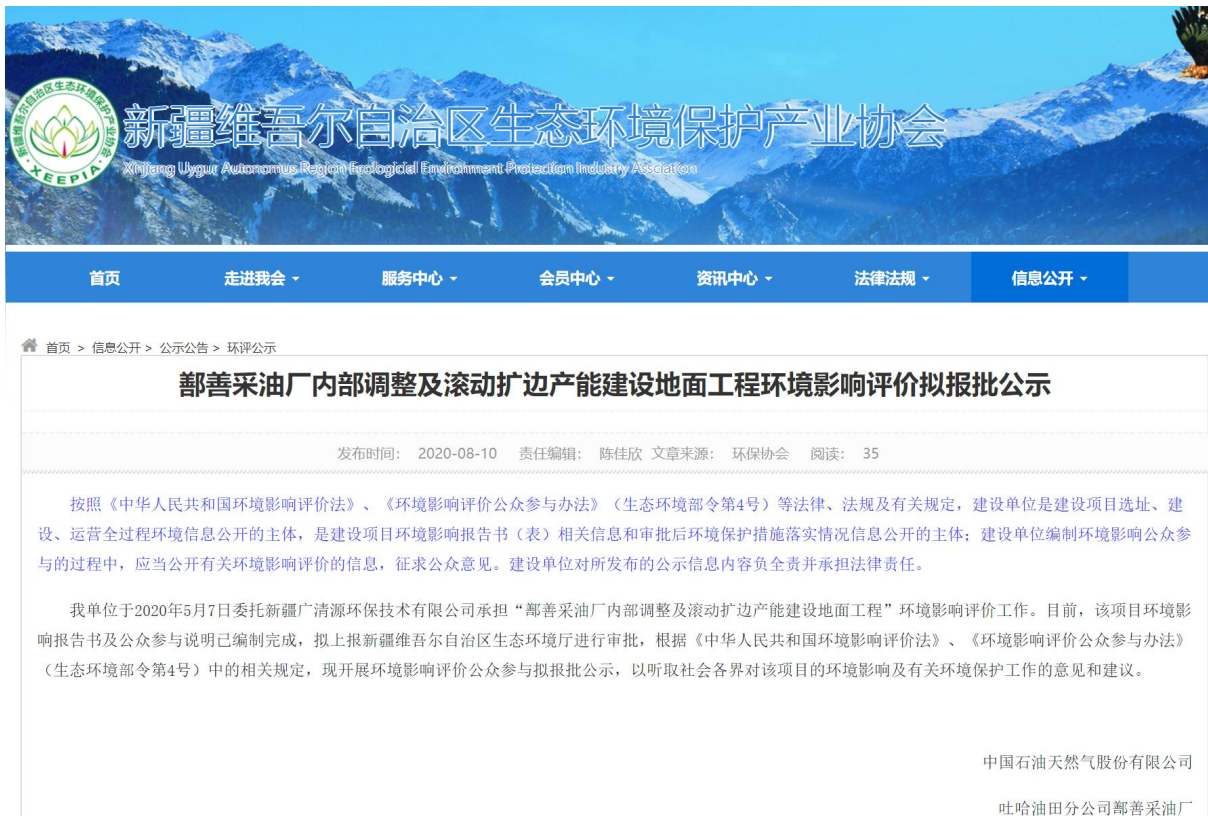 新疆维吾尔自治区生态环境保护产业协会
XEEPIA
新疆维吾尔自治区生态环境保护产业协会
Xinjiang Uygur Autonomus Region Ecologicial Environment Protection Industry Assciation
首页 走进我会 服务中心 会员中心 资讯中心 法律法规 信息公开
首页 > 信息公开 > 公示公告 > 环评公示
鄯善采油厂内部调整及滚动扩边产能建设地面工程环境影响评价拟报批公示
发布时间： 2020-08-10 责任编辑： 陈佳欣 文章来源： 环保协会 阅读： 35
按照《中华人民共和国环境影响评价法》、《环境影响评价公众参与办法》（生态环境部令第4号）等法律、法规及有关规定，建设单位是建设项目选址、建
设、运营全过程环境信息公开的主体，是建设项目环境影响报告书（表）相关信息和审批后环境保护措施落实情况信息公开的主体；建设单位编制环境影响公众参
与的过程中，应当公开有关环境影响评价的信息，征求公众意见。建设单位对所发布的公示信息内容负全责并承担法律责任。
我单位于2020年5月7日委托新疆广清源环保技术有限公司承担“鄯善采油厂内部调整及滚动扩边产能建设地面工程”环境影响评价工作。目前，该项目环境影
响报告书及公众参与说明已编制完成，拟上报新疆维吾尔自治区生态环境厅进行审批，根据《中华人民共和国环境影响评价法》、《环境影响评价公众参与办法》
（生态环境部令第4号）中的相关规定，现开展环境影响评价公众参与拟报批公示，以听取社会各界对该项目的环境影响及有关环境保护工作的意见和建议。
中国石油天然气股份有限公司
吐哈油田分公司鄯善采油厂